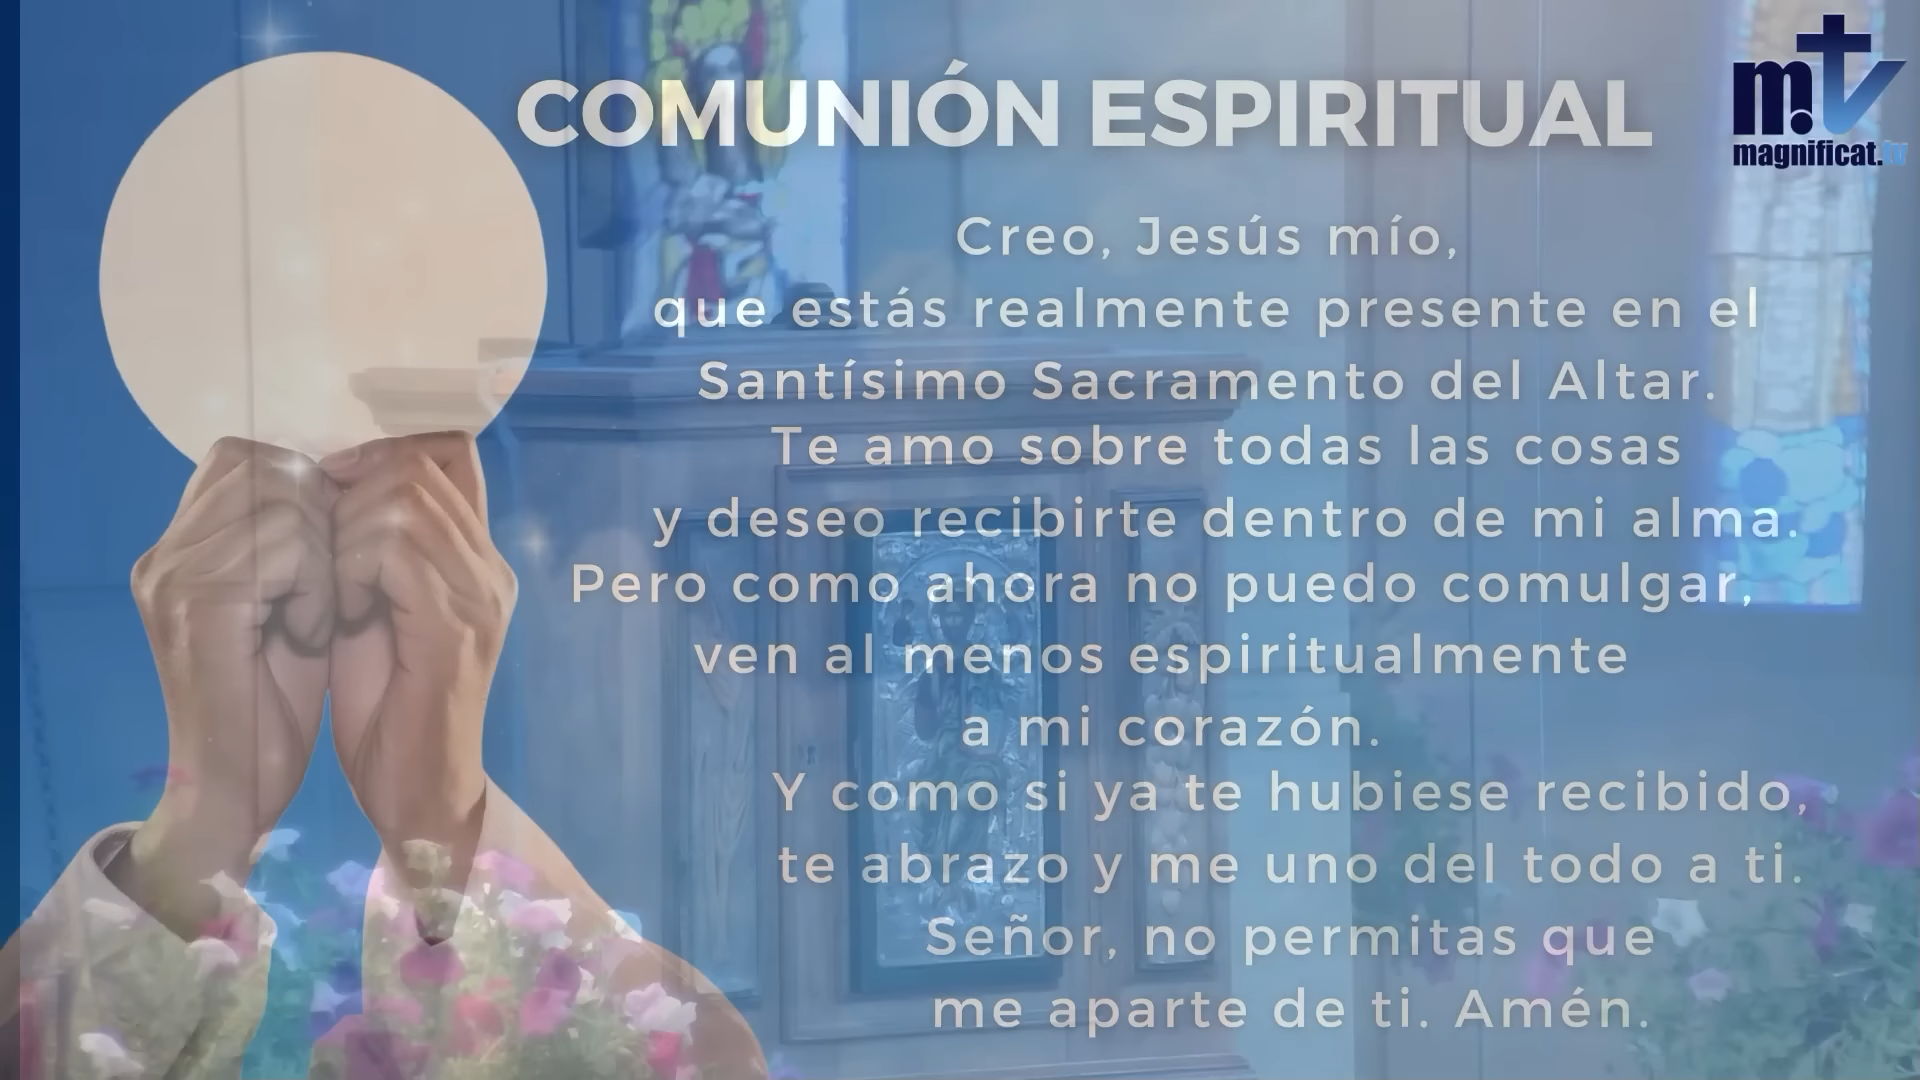 COMUNIÓN ESPIRITUAL
m.tv
magnificat.tv
Creo, Jesús mío,
que estás realmente presente en el
Santísimo Sacramento del Altar.
Te amo sobre todas las cosas
y deseo recibirte dentro de mi alma.
Pero como ahora no puedo comulgar,
ven al menos espiritualmente
a mi corazón.
Y como si ya te hubiese recibido,
te abrazo y me uno del todo a ti.
Señor, no permitas que
me aparte de ti. Amén.